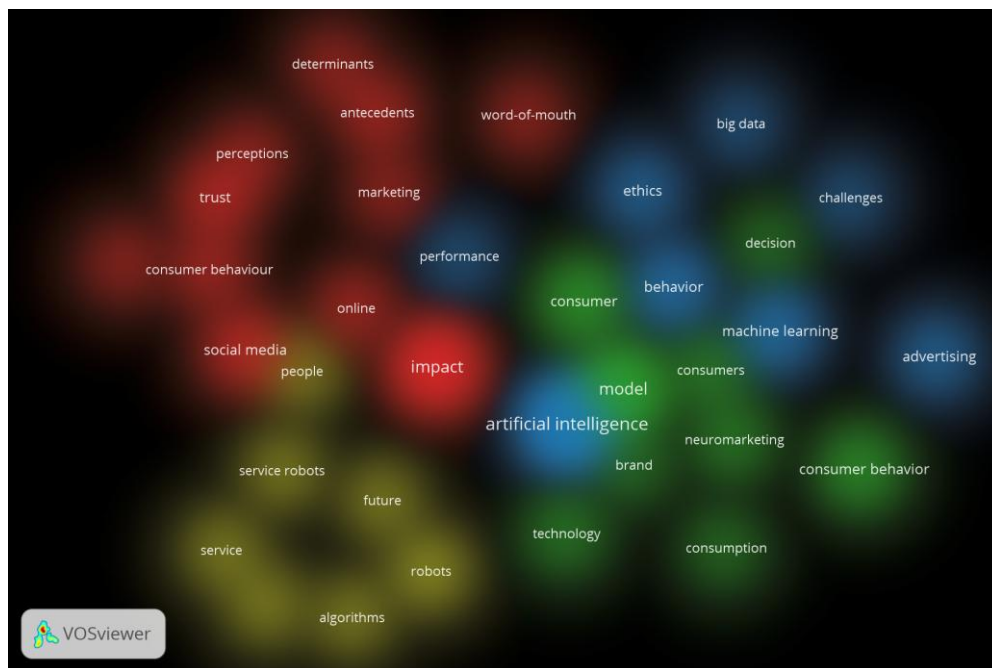 determinants
antecedents
word-of-mouth
big data
perceptions
trust
marketing
ethics
challenges
decision
performance
consumer behaviour
behavior
consumer
online
machine learning
social media
advertising
people
impact
consumers
model
artificial intelligence
neuromarketing
brand
consumer behavior
service robots
future
technology
consumption
service
robots
algorithms
VOSviewer